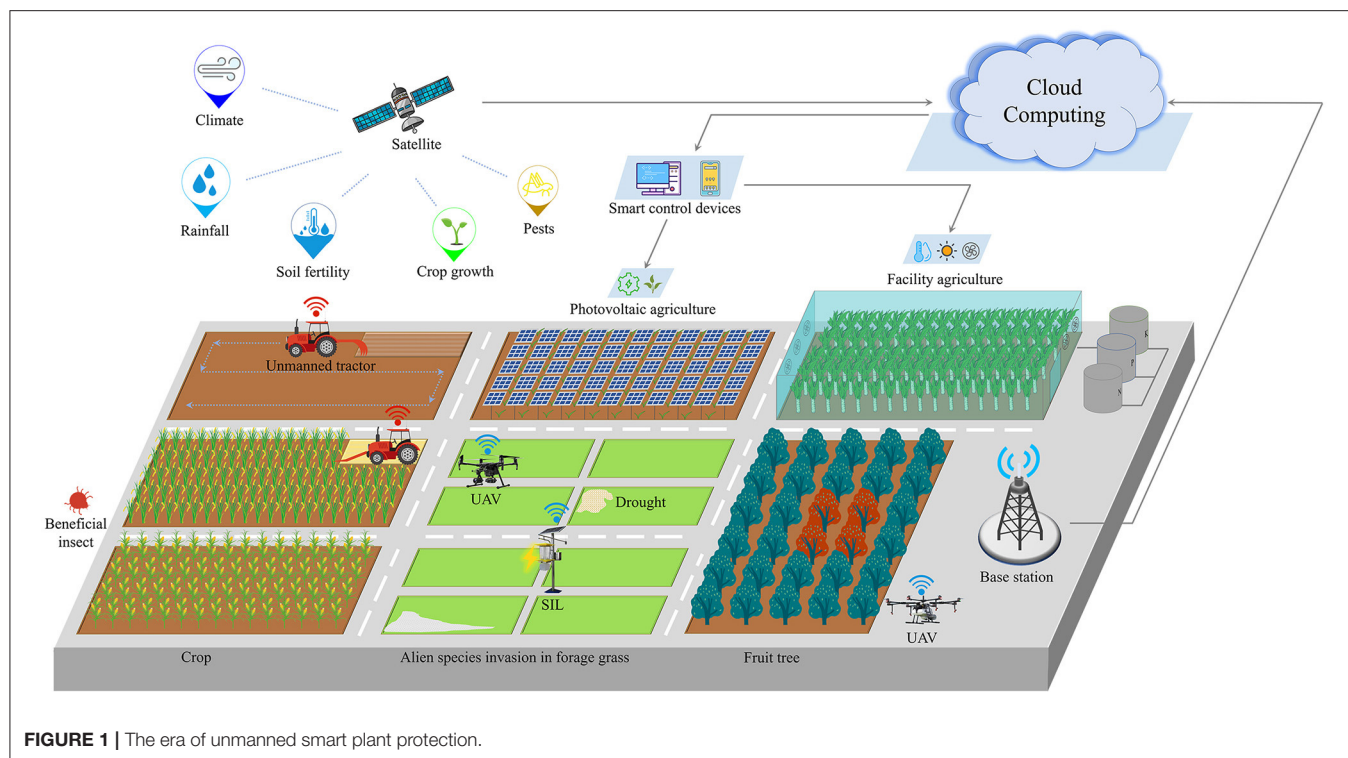 Climate
Satellite
Cloud
Computing
Rainfall
Soil fertility
Crop growth
Pests
Smart control devices
Photovoltaic agriculture
Facility agriculture
Unmanned tractor
K
P
N
UAV
Drought
Beneficial
insect
SIL
Base station
UAV
Crop
Alien species invasion in forage grass
Fruit tree
FIGURE 1 | The era of unmanned smart plant protection.